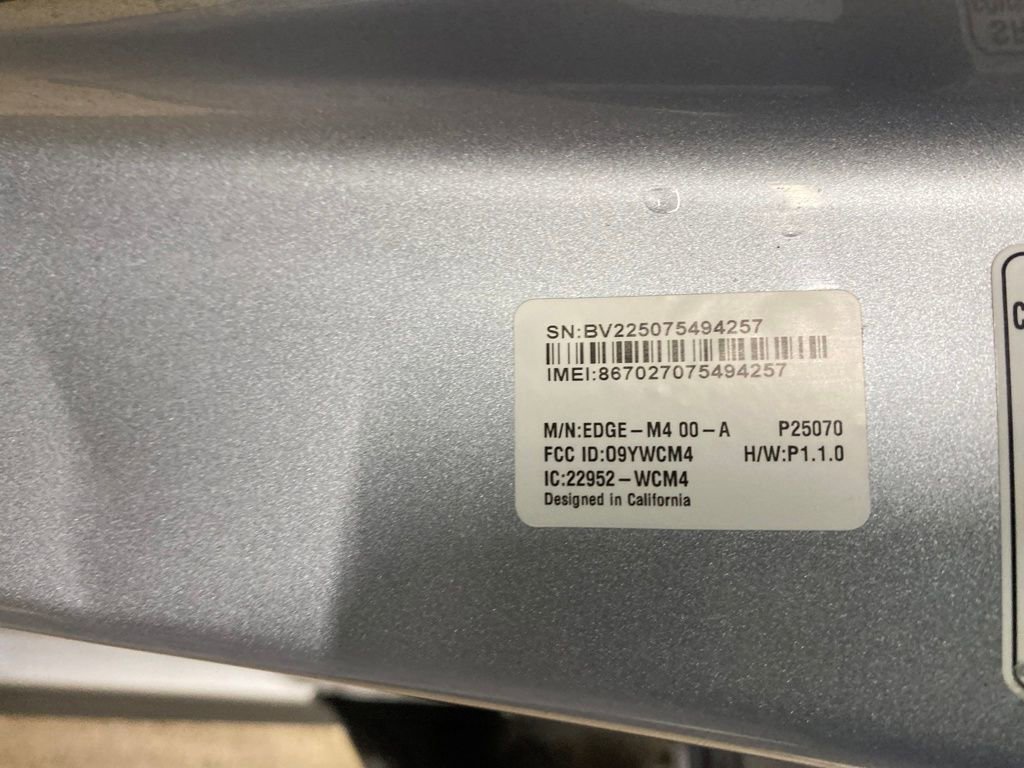 SN:BV225075494257
IMEI:867027075494257
M/N:EDGE-M4 00-A P25070
FCC ID:O9YWCM4 H/W:P1.1.0
IC:22952-WCM4
Designed in California